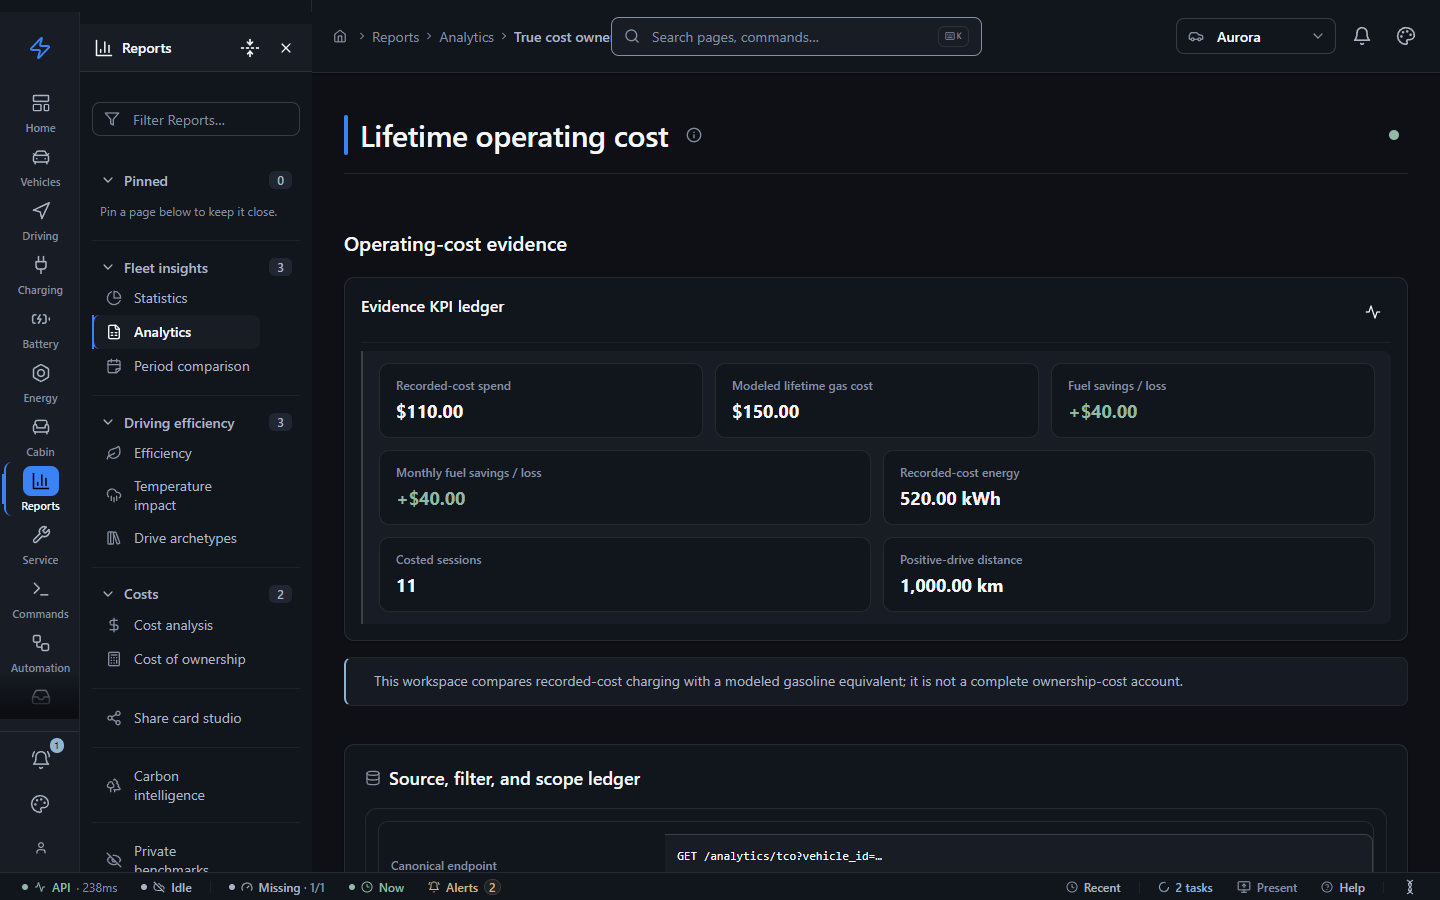 Reports
Reports
Analytics
True cost owne
Search pages, commands...
K
Aurora
Home
Vehicles
Driving
Charging
Battery
Energy
Cabin
Reports
Service
Commands
Automation
1
Filter Reports...
Pinned
0
Pin a page below to keep it close.
Fleet insights
3
Statistics
Analytics
Period comparison
Driving efficiency
3
Efficiency
Temperature
impact
Drive archetypes
Costs
2
Cost analysis
Cost of ownership
Share card studio
Carbon
intelligence
Private
benchmarks
Lifetime operating cost
Operating-cost evidence
Evidence KPI ledger
Recorded-cost spend
$110.00
Modeled lifetime gas cost
$150.00
Fuel savings / loss
+$40.00
Monthly fuel savings / loss
+$40.00
Recorded-cost energy
520.00 kWh
Costed sessions
11
Positive-drive distance
1,000.00 km
This workspace compares recorded-cost charging with a modeled gasoline equivalent; it is not a complete ownership-cost account.
Source, filter, and scope ledger
Canonical endpoint
GET /analytics/tco?vehicle_id=…
API · 238ms
Idle
Missing · 1/1
Now
Alerts 2
Recent
2 tasks
Present
Help